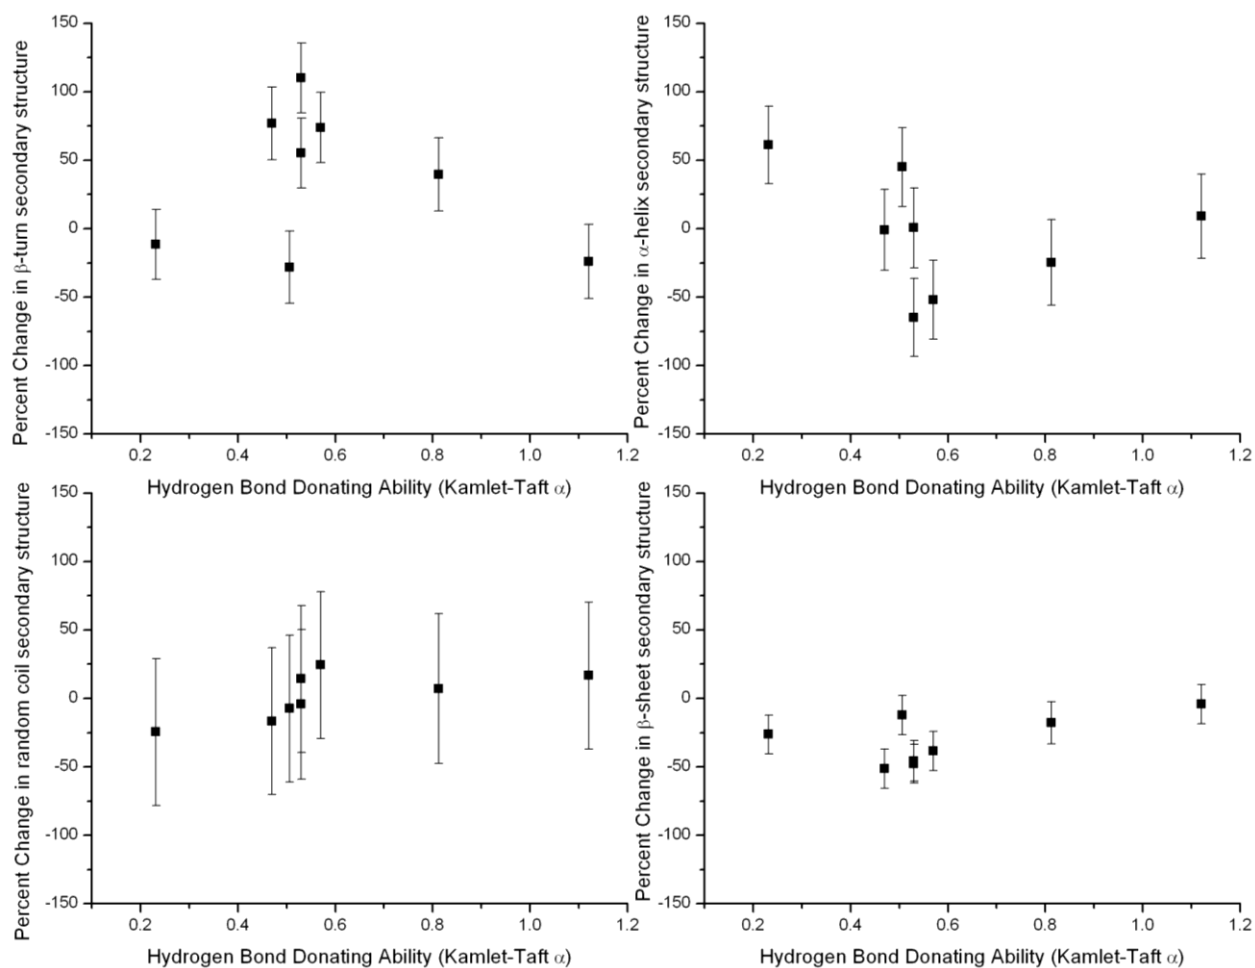 Percent Change in β-turn secondary structure
150
100
50
0
-50
-100
-150
0.2 0.4 0.6 0.8 1.0 1.2
Hydrogen Bond Donating Ability (Kamlet-Taft α)
Percent Change in α-helix secondary structure
150
100
50
0
-50
-100
-150
0.2 0.4 0.6 0.8 1.0 1.2
Hydrogen Bond Donating Ability (Kamlet-Taft α)
Percent Change in random coil secondary structure
150
100
50
0
-50
-100
-150
0.2 0.4 0.6 0.8 1.0 1.2
Hydrogen Bond Donating Ability (Kamlet-Taft α)
Percent Change in β-sheet secondary structure
150
100
50
0
-50
-100
-150
0.2 0.4 0.6 0.8 1.0 1.2
Hydrogen Bond Donating Ability (Kamlet-Taft α)